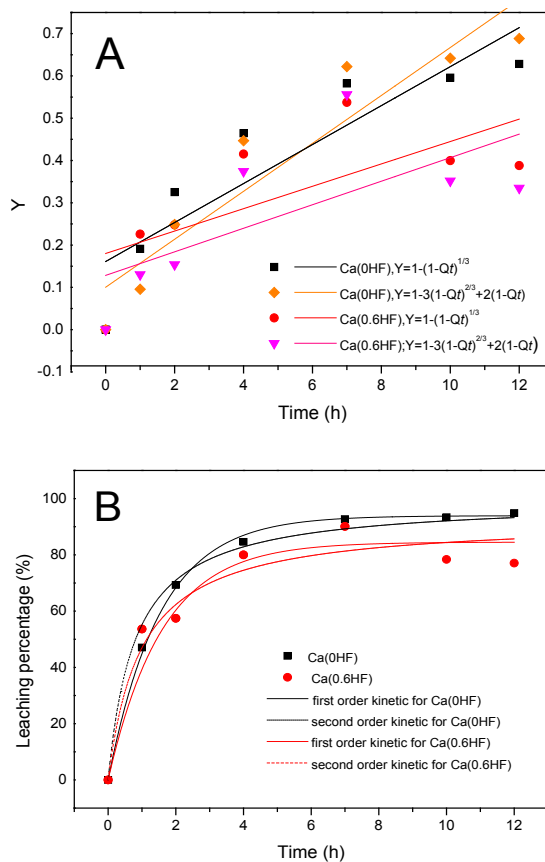 A
0.7
0.6
0.5
0.4
0.3
0.2
0.1
0.0
-0.1
Y
Ca(0HF),Y=1-(1-Qt)^1/3
Ca(0HF),Y=1-3(1-Qt)^2/3+2(1-Qt)
Ca(0.6HF),Y=1-(1-Qt)^1/3
Ca(0.6HF);Y=1-3(1-Qt)^2/3+2(1-Qt)
0 2 4 6 8 10 12
Time (h)
B
100
80
60
40
20
0
Leaching percentage (%)
Ca(0HF)
Ca(0.6HF)
first order kinetic for Ca(0HF)
second order kinetic for Ca(0HF)
first order kinetic for Ca(0.6HF)
second order kinetic for Ca(0.6HF)
0 2 4 6 8 10 12
Time (h)